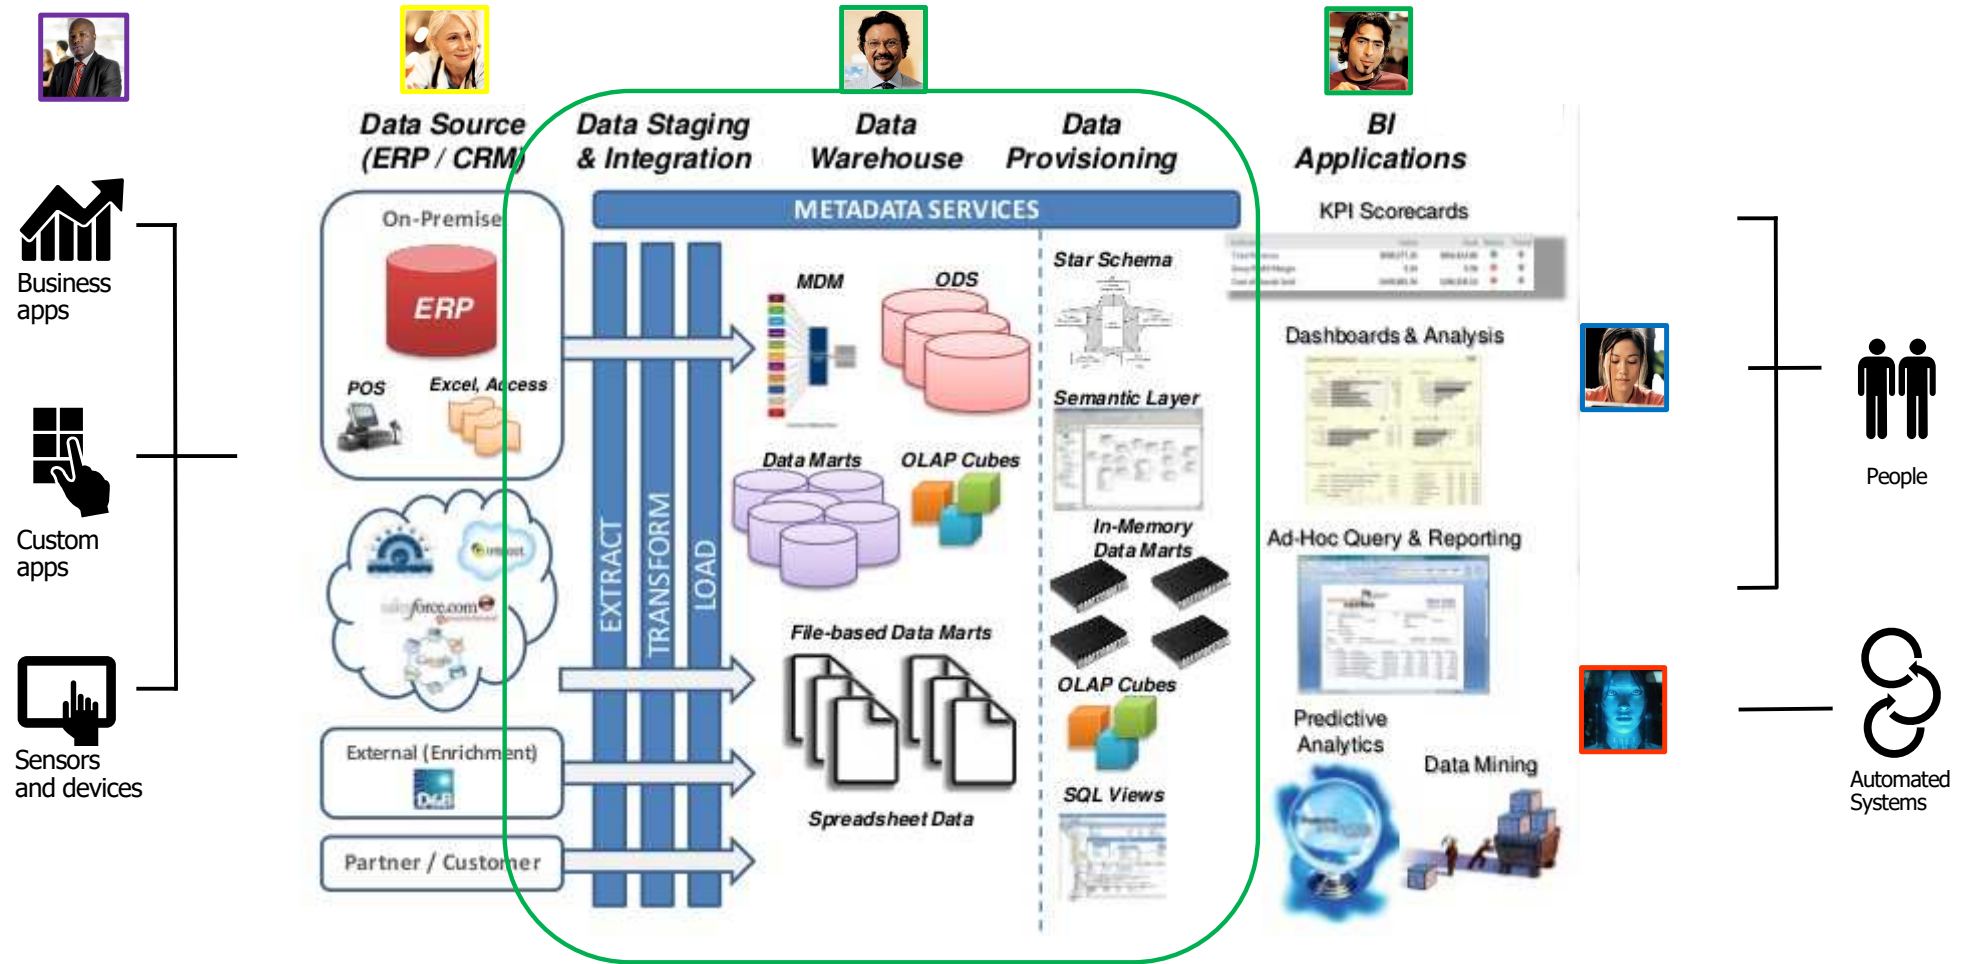 Data Source
(ERP / CRM)
Data Staging
& Integration
Data
Warehouse
Data
Provisioning
BI
Applications
Business
apps
Custom
apps
Sensors
and devices
On-Premise
ERP
POS
Excel, Access
salesforce.com
Google
External (Enrichment)
D&B
Partner / Customer
METADATA SERVICES
EXTRACT
TRANSFORM
LOAD
MDM
ODS
Data Marts
OLAP Cubes
File-based Data Marts
Spreadsheet Data
Star Schema
Semantic Layer
In-Memory
Data Marts
OLAP Cubes
SQL Views
KPI Scorecards
Dashboards & Analysis
Ad-Hoc Query & Reporting
Predictive
Analytics
Data Mining
People
Automated
Systems